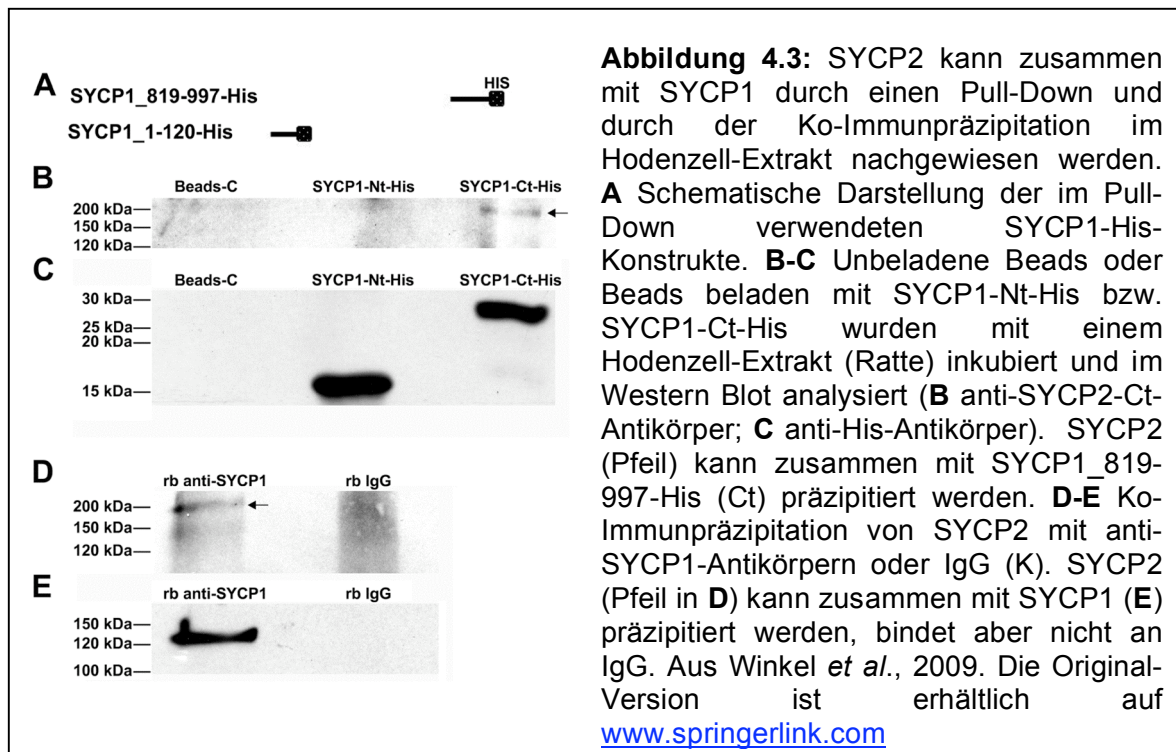 A
HIS
SYCP1_819-997-His
SYCP1_1-120-His
B
Beads-C SYCP1-Nt-His SYCP1-Ct-His
200 kDa
150 kDa
120 kDa
C
Beads-C SYCP1-Nt-His SYCP1-Ct-His
30 kDa
25 kDa
20 kDa
15 kDa
D
rb anti-SYCP1 rb IgG
200 kDa
150 kDa
120 kDa
E
rb anti-SYCP1 rb IgG
150 kDa
120 kDa
100 kDa
Abbildung 4.3: SYCP2 kann zusammen
mit SYCP1 durch einen Pull-Down und
durch der Ko-Immunpräzipitation im
Hodenzell-Extrakt nachgewiesen werden.
A Schematische Darstellung der im Pull-
Down verwendeten SYCP1-His-
Konstrukte. B-C Unbeladene Beads oder
Beads beladen mit SYCP1-Nt-His bzw.
SYCP1-Ct-His wurden mit einem
Hodenzell-Extrakt (Ratte) inkubiert und im
Western Blot analysiert (B anti-SYCP2-Ct-
Antikörper; C anti-His-Antikörper). SYCP2
(Pfeil) kann zusammen mit SYCP1_819-
997-His (Ct) präzipitiert werden. D-E Ko-
Immunpräzipitation von SYCP2 mit anti-
SYCP1-Antikörpern oder IgG (K). SYCP2
(Pfeil in D) kann zusammen mit SYCP1 (E)
präzipitiert werden, bindet aber nicht an
IgG. Aus Winkel et al., 2009. Die Original-
Version ist erhältlich auf
www.springerlink.com